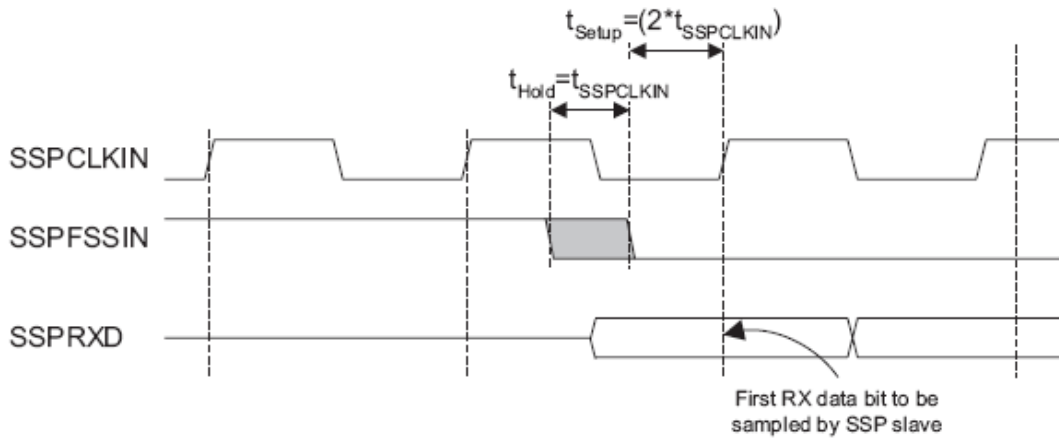 tSetup=(2*tSSPCLKIN)
tHold=tSSPCLKIN
SSPCLKIN
SSPFSSIN
SSPRXD
First RX data bit to be
sampled by SSP slave